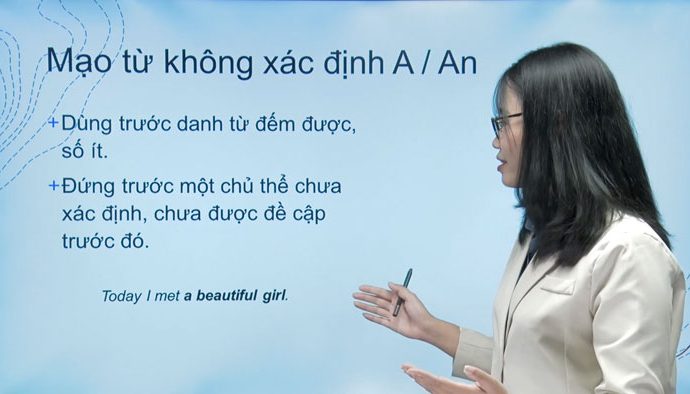 Mạo từ không xác định A / An
+Dùng trước danh từ đếm được,
số ít.
+Đứng trước một chủ thể chưa
xác định, chưa được đề cập
trước đó.
Today I met a beautiful girl.